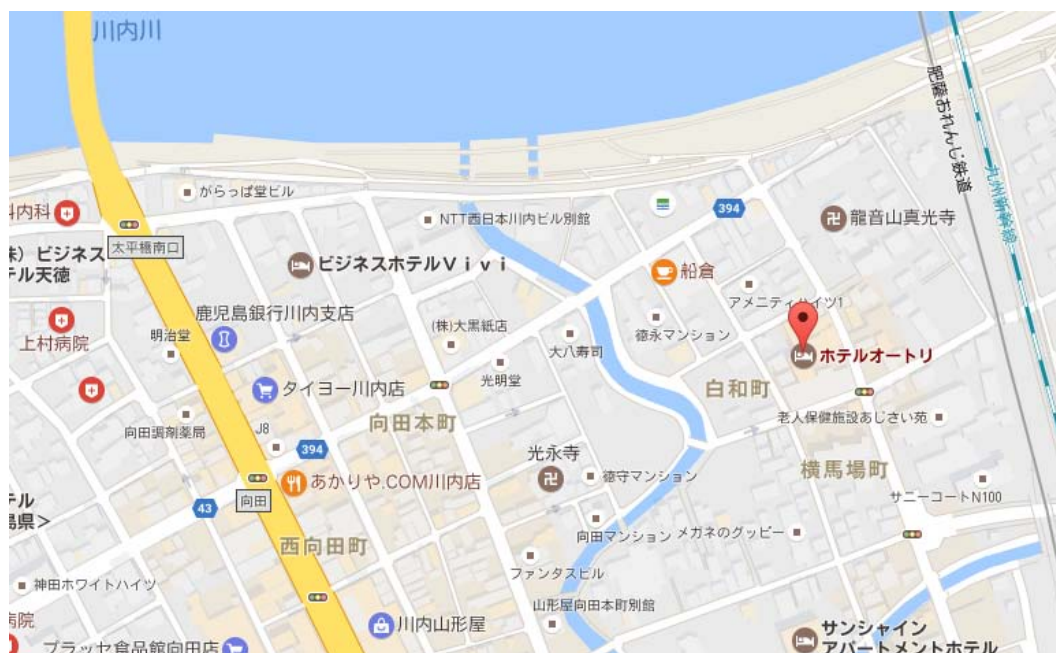 川内川
肥薩おれんじ鉄道
九州新幹線
がらっぱ堂ビル
内科
NTT西日本川内ビル別館
394
龍音山真光寺
太平橋南口
株）ビジネス
テル天徳
ビジネスホテルＶｉｖｉ
船倉
アメニティハイツ1
鹿児島銀行川内支店
(株)大黒紙店
大八寿司
徳永マンション
明治堂
上村病院
ホテルオートリ
光明堂
タイヨー川内店
白和町
向田本町
老人保健施設あじさい苑
向田調剤薬局
J8
394
光永寺
横馬場町
あかりや.COM川内店
徳守マンション
サニーコートN100
テル
島県＞
43
向田
向田マンション
メガネのグッピー
西向田町
ファンタスビル
神田ホワイトハイツ
山形屋向田本町別館
病院
川内山形屋
サンシャイン
アパートメントホテル
プラッセ食品館向田店